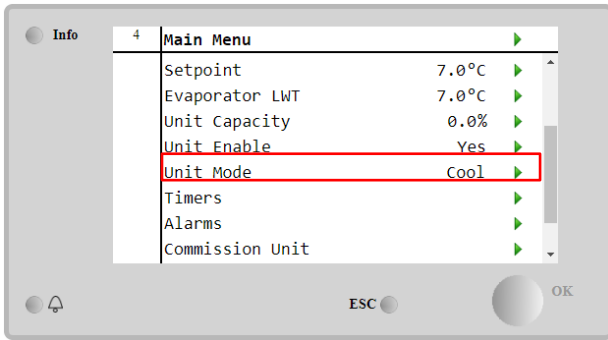 Info
4 Main Menu
Setpoint 7.0°C
Evaporator LWT 7.0°C
Unit Capacity 0.0%
Unit Enable Yes
Unit Mode Cool
Timers
Alarms
Commission Unit
ESC
OK